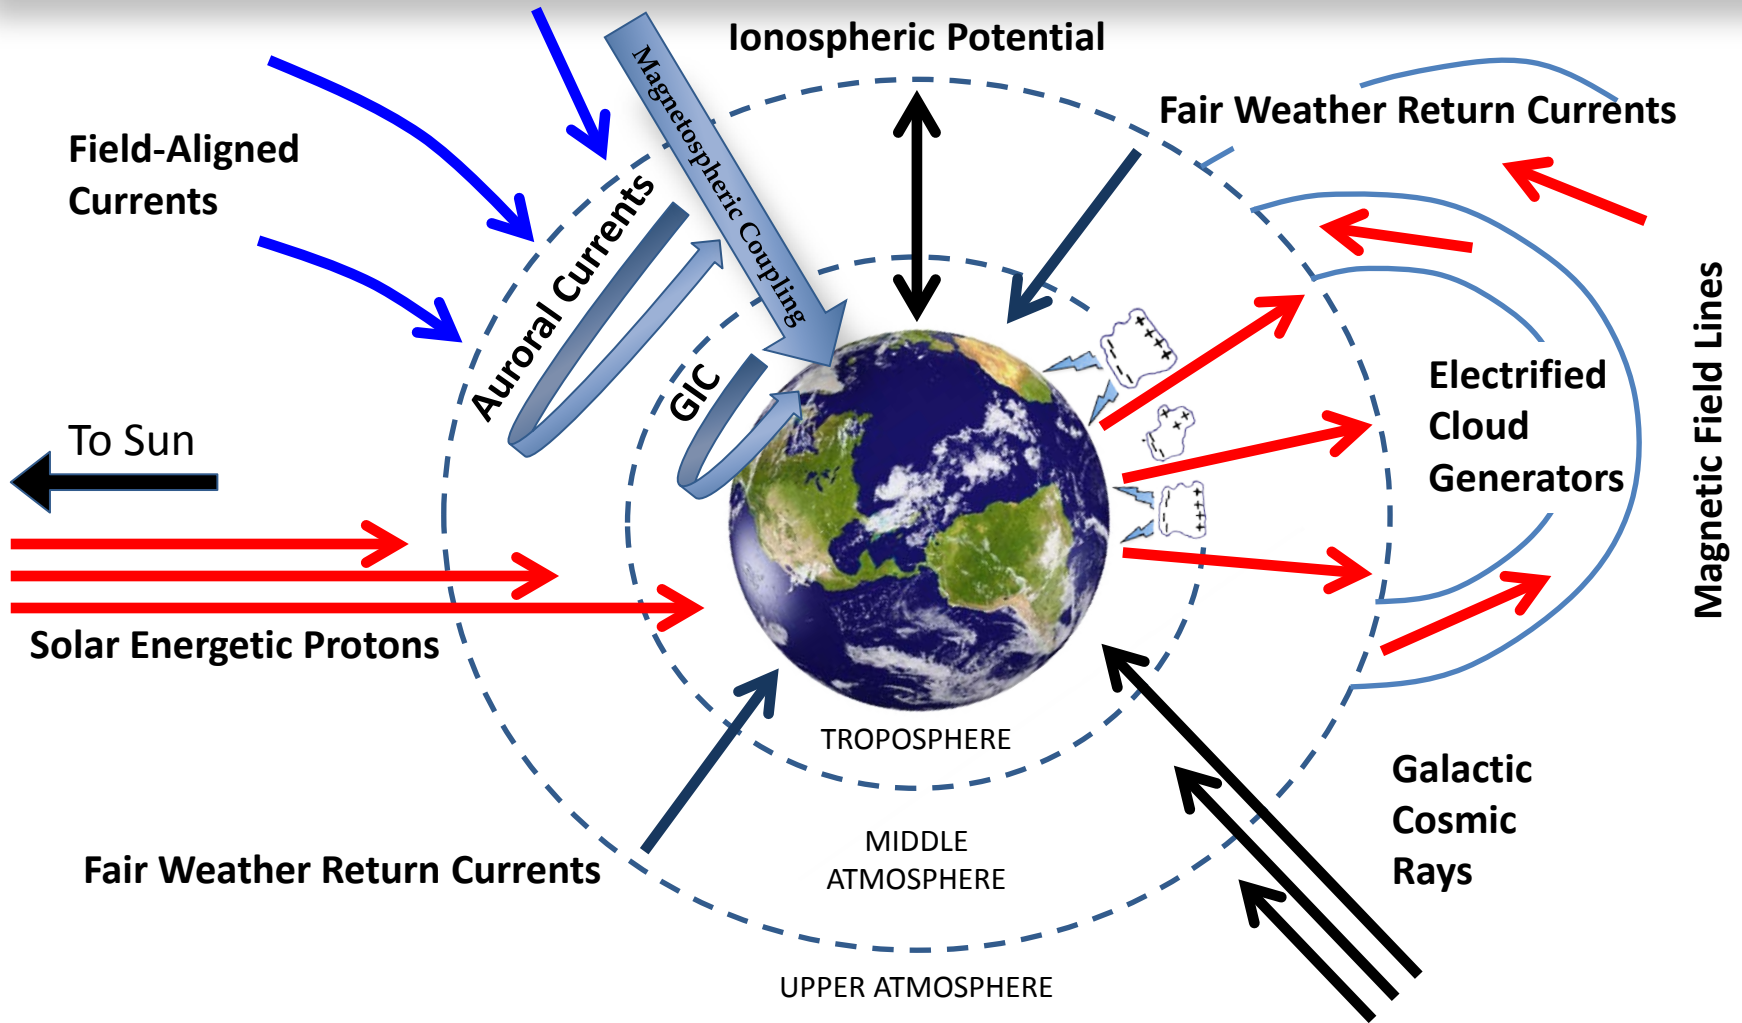 Ionospheric Potential
Magnetospheric Coupling
Fair Weather Return Currents
Field-Aligned
Currents
Auroral Currents
GIC
To Sun
Electrified
Cloud
Generators
Magnetic Field Lines
Solar Energetic Protons
TROPOSPHERE
Galactic
Cosmic
Rays
MIDDLE
ATMOSPHERE
Fair Weather Return Currents
UPPER ATMOSPHERE